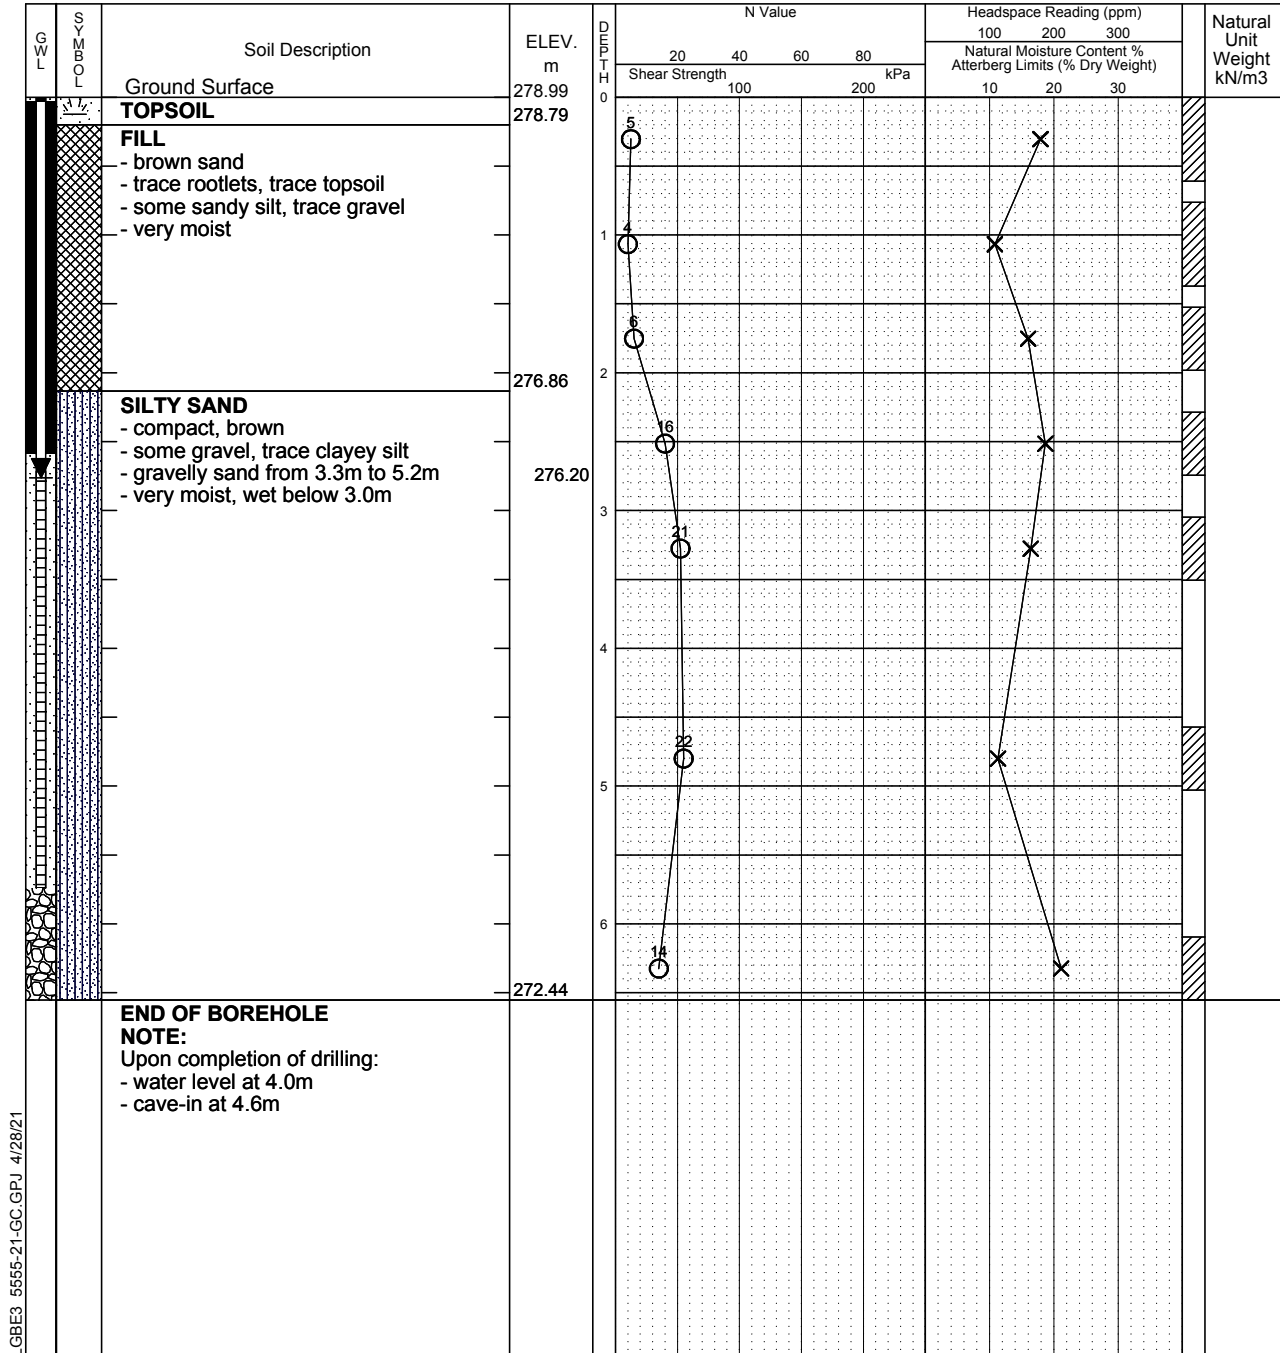 GWL
SYMBOL
Soil Description
Ground Surface
ELEV.
m
278.99
DEPTH
0
N Value
20 40 60 80
Shear Strength kPa
100 200
Headspace Reading (ppm)
100 200 300
Natural Moisture Content %
Atterberg Limits (% Dry Weight)
10 20 30
Natural
Unit
Weight
kN/m3
TOPSOIL
278.79
FILL
- brown sand
- trace rootlets, trace topsoil
- some sandy silt, trace gravel
- very moist
5
4
1
6
2
276.86
SILTY SAND
- compact, brown
- some gravel, trace clayey silt
- gravelly sand from 3.3m to 5.2m
- very moist, wet below 3.0m
276.20
16
3
21
4
22
5
6
14
272.44
END OF BOREHOLE
NOTE:
Upon completion of drilling:
- water level at 4.0m
- cave-in at 4.6m
GBE3 5555-21-GC.GPJ 4/28/21